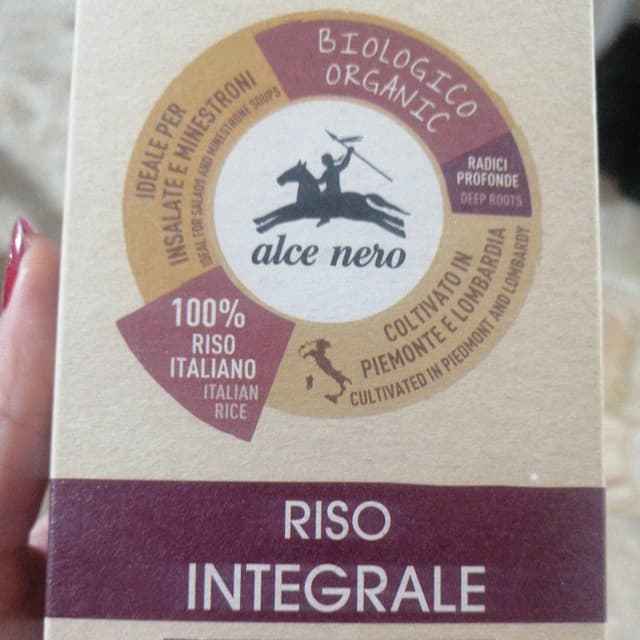 BIOLOGICO
ORGANIC
RADICI
PROFONDE
DEEP ROOTS
IDEALE PER
INSALATE E MINESTRONI
IDEAL FOR SALADS AND MINESTRONE SOUPS
alce nero
COLTIVATO IN
PIEMONTE E LOMBARDIA
CULTIVATED IN PIEDMONT AND LOMBARDY
100%
RISO
ITALIANO
ITALIAN
RICE
RISO
INTEGRALE